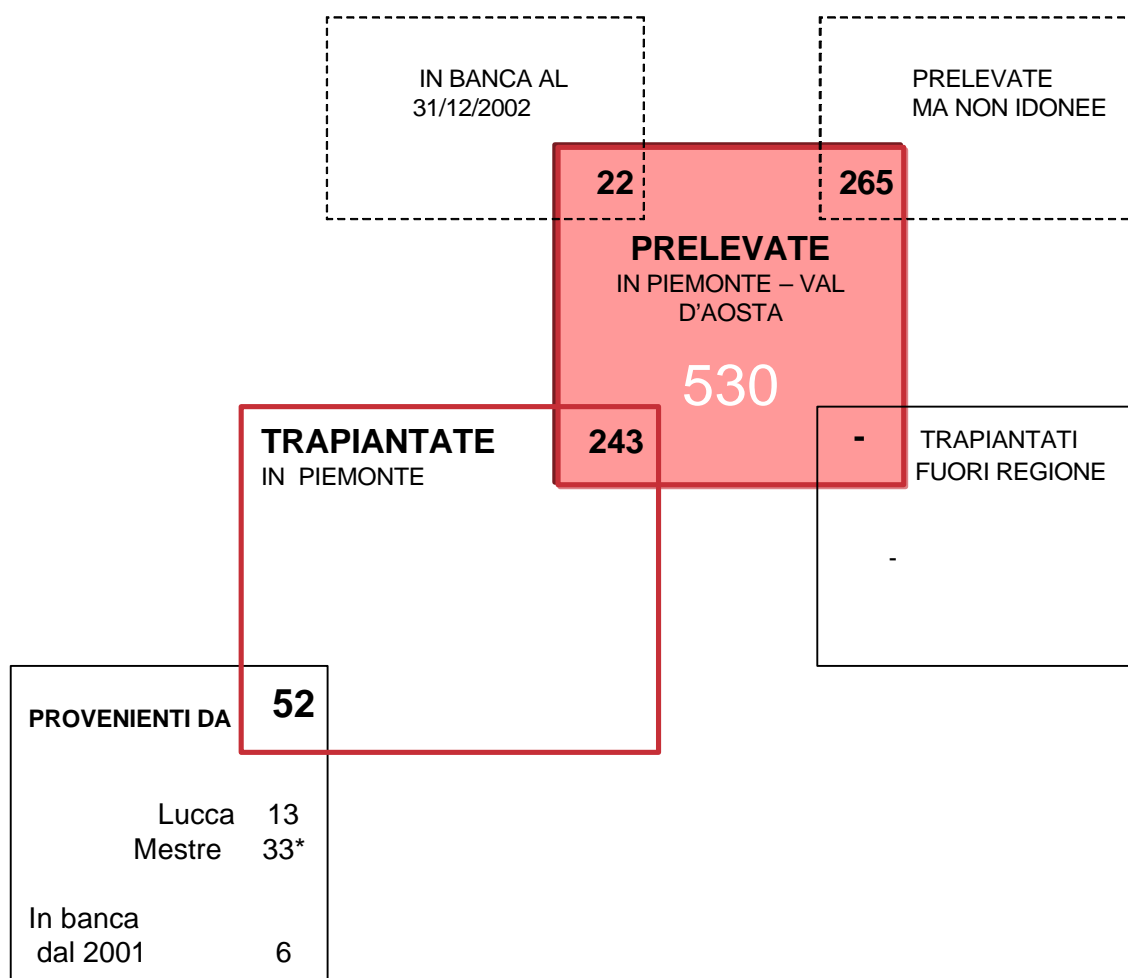 IN BANCA AL
31/12/2002
PRELEVATE
MA NON IDONEE
22
265
PRELEVATE
IN PIEMONTE – VAL
D'AOSTA
530
TRAPIANTATE
IN PIEMONTE
243
-
TRAPIANTATI
FUORI REGIONE
-
PROVENIENTI DA
52
Lucca 13
Mestre 33*
In banca
dal 2001 6